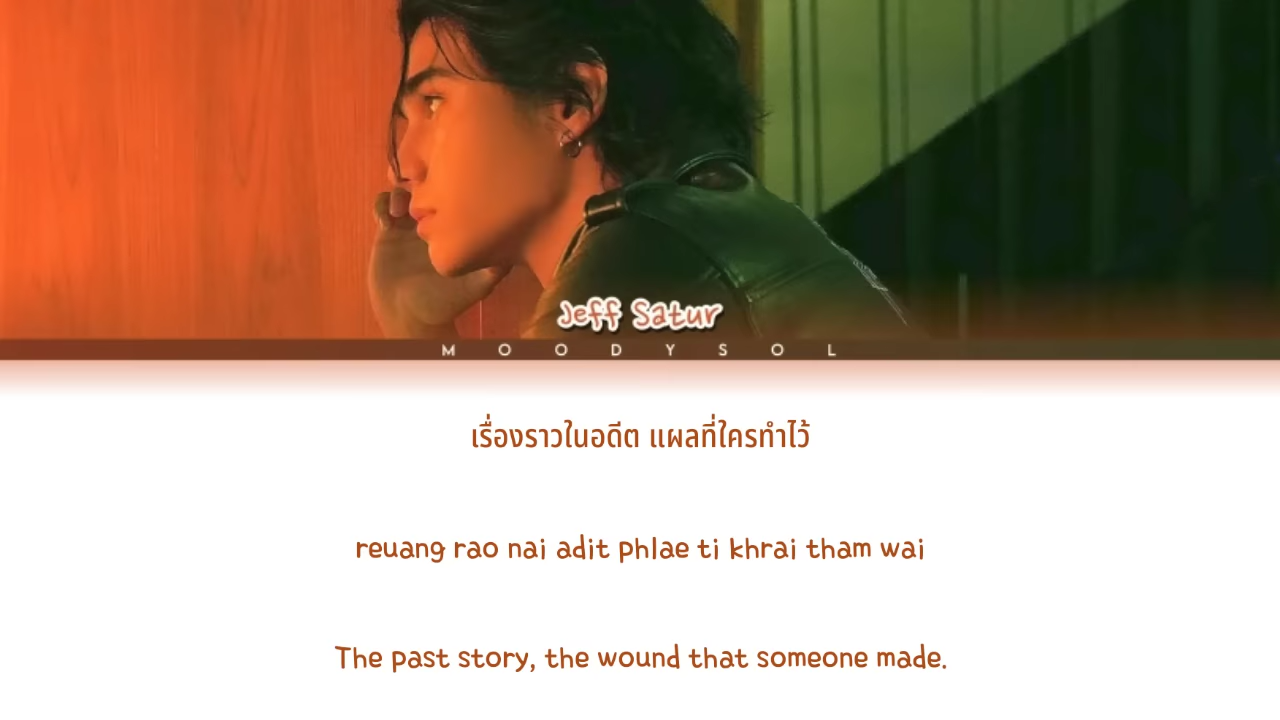 Jeff Satur
MOODYSOL
เรื่องราวในอดีต แผลที่ใครทำไว้
reuang rao nai adit phlae ti khrai tham wai
The past story, the wound that someone made.